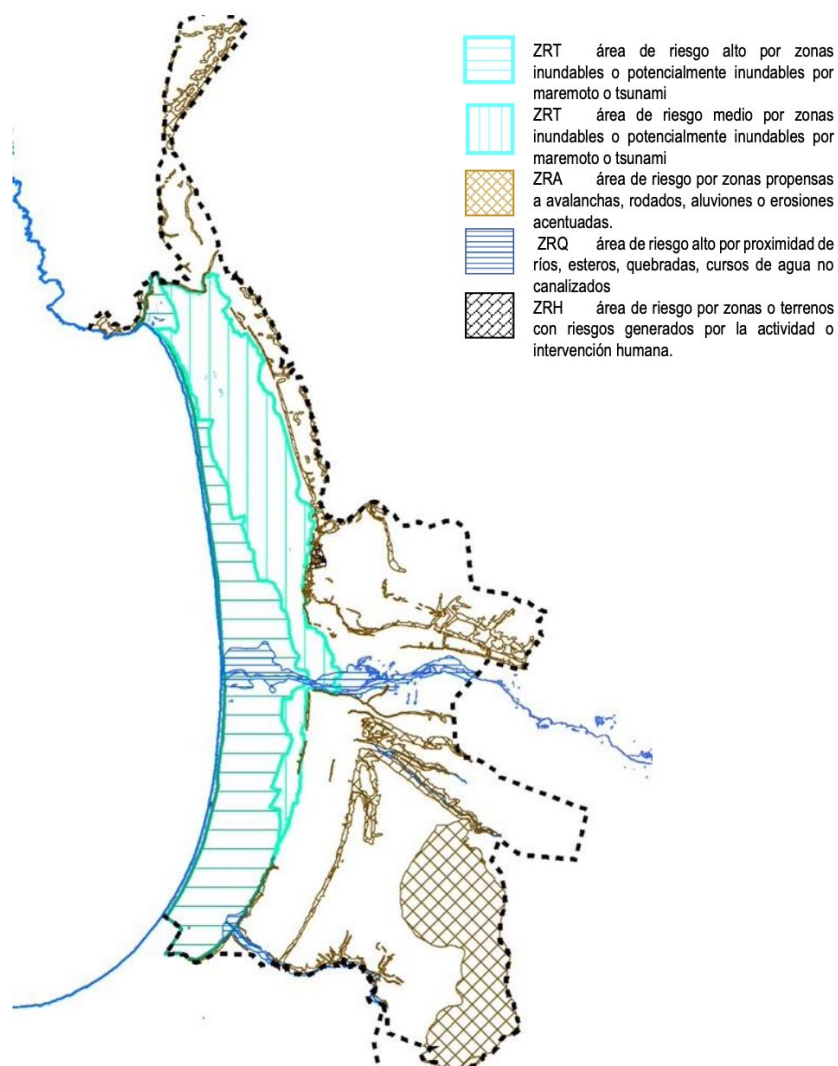 ZRT área de riesgo alto por zonas
inundables o potencialmente inundables por
maremoto o tsunami
ZRT área de riesgo medio por zonas
inundables o potencialmente inundables por
maremoto o tsunami
ZRA área de riesgo por zonas propensas
a avalanchas, rodados, aluviones o erosiones
acentuadas.
ZRQ área de riesgo alto por proximidad de
ríos, esteros, quebradas, cursos de agua no
canalizados
ZRH área de riesgo por zonas o terrenos
con riesgos generados por la actividad o
intervención humana.